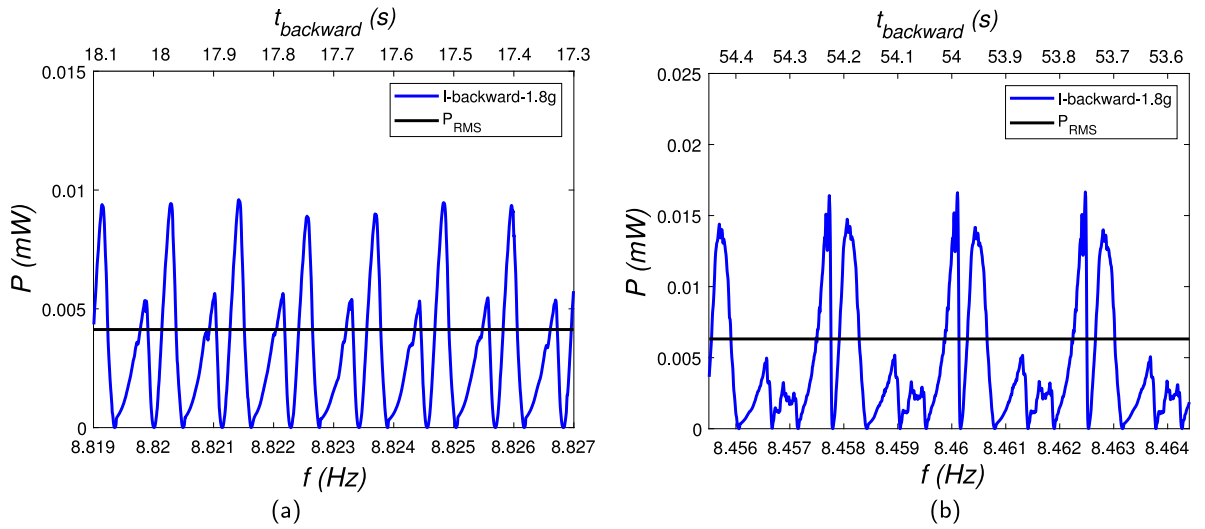 t_backward (s)
18.1 18 17.9 17.8 17.7 17.6 17.5 17.4 17.3
0.015
0.01
0.005
0
P (mW)
I-backward-1.8g
P_RMS
8.819 8.82 8.821 8.822 8.823 8.824 8.825 8.826 8.827
f (Hz)
(a)
t_backward (s)
54.4 54.3 54.2 54.1 54 53.9 53.8 53.7 53.6
0.025
0.02
0.015
0.01
0.005
0
P (mW)
I-backward-1.8g
P_RMS
8.456 8.457 8.458 8.459 8.46 8.461 8.462 8.463 8.464
f (Hz)
(b)